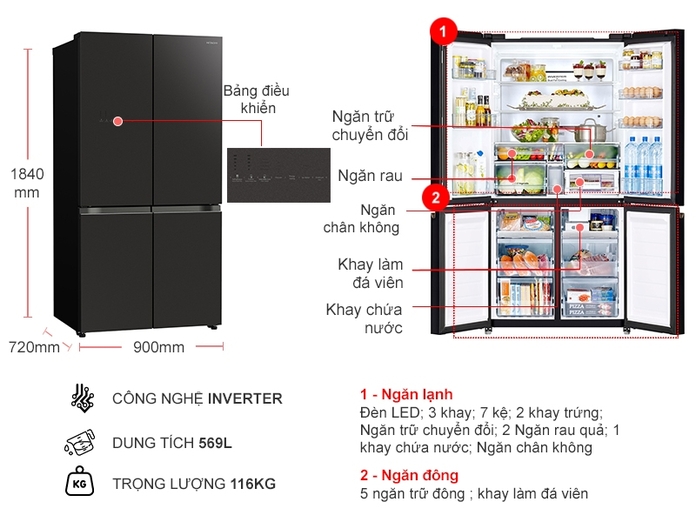 HITACHI
1
Bảng điều
khiển
Ngăn trữ
chuyển đổi
1840
mm
Ngăn rau
2
Ngăn
chân không
Khay làm
đá viên
Khay chứa
nước
PIZZA
PIZZA
720mm
900mm
CÔNG NGHỆ INVERTER
DUNG TÍCH 569L
KG
TRỌNG LƯỢNG 116KG
1 - Ngăn lạnh
Đèn LED; 3 khay; 7 kệ; 2 khay trứng;
Ngăn trữ chuyển đổi; 2 Ngăn rau quả; 1
khay chứa nước; Ngăn chân không
2 - Ngăn đông
5 ngăn trữ đông ; khay làm đá viên